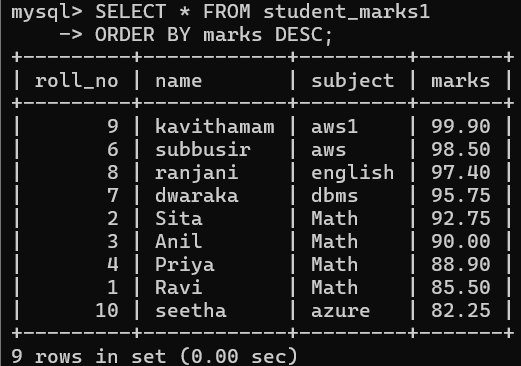 mysql> SELECT * FROM student_marks1
    -> ORDER BY marks DESC;
+---------+-----------+---------+-------+
| roll_no | name      | subject | marks |
+---------+-----------+---------+-------+
|       9 | kavithamam | aws1    | 99.90 |
|       6 | subbusir  | aws     | 98.50 |
|       8 | ranjani   | english | 97.40 |
|       7 | dwaraka   | dbms    | 95.75 |
|       2 | Sita      | Math    | 92.75 |
|       3 | Anil      | Math    | 90.00 |
|       4 | Priya     | Math    | 88.90 |
|       1 | Ravi      | Math    | 85.50 |
|      10 | seetha    | azure   | 82.25 |
+---------+-----------+---------+-------+
9 rows in set (0.00 sec)